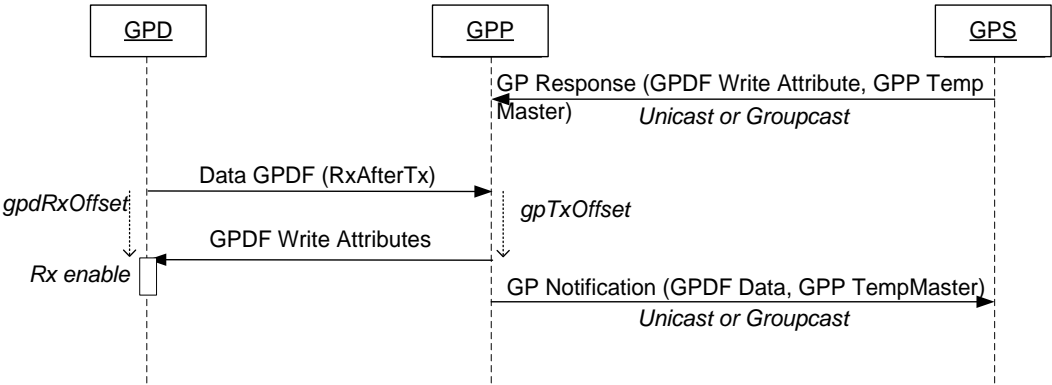 GPD
GPP
GPS
GP Response (GPDF Write Attribute, GPP Temp
Master)
Unicast or Groupcast
Data GPDF (RxAfterTx)
gpdRxOffset
gpTxOffset
GPDF Write Attributes
Rx enable
GP Notification (GPDF Data, GPP TempMaster)
Unicast or Groupcast